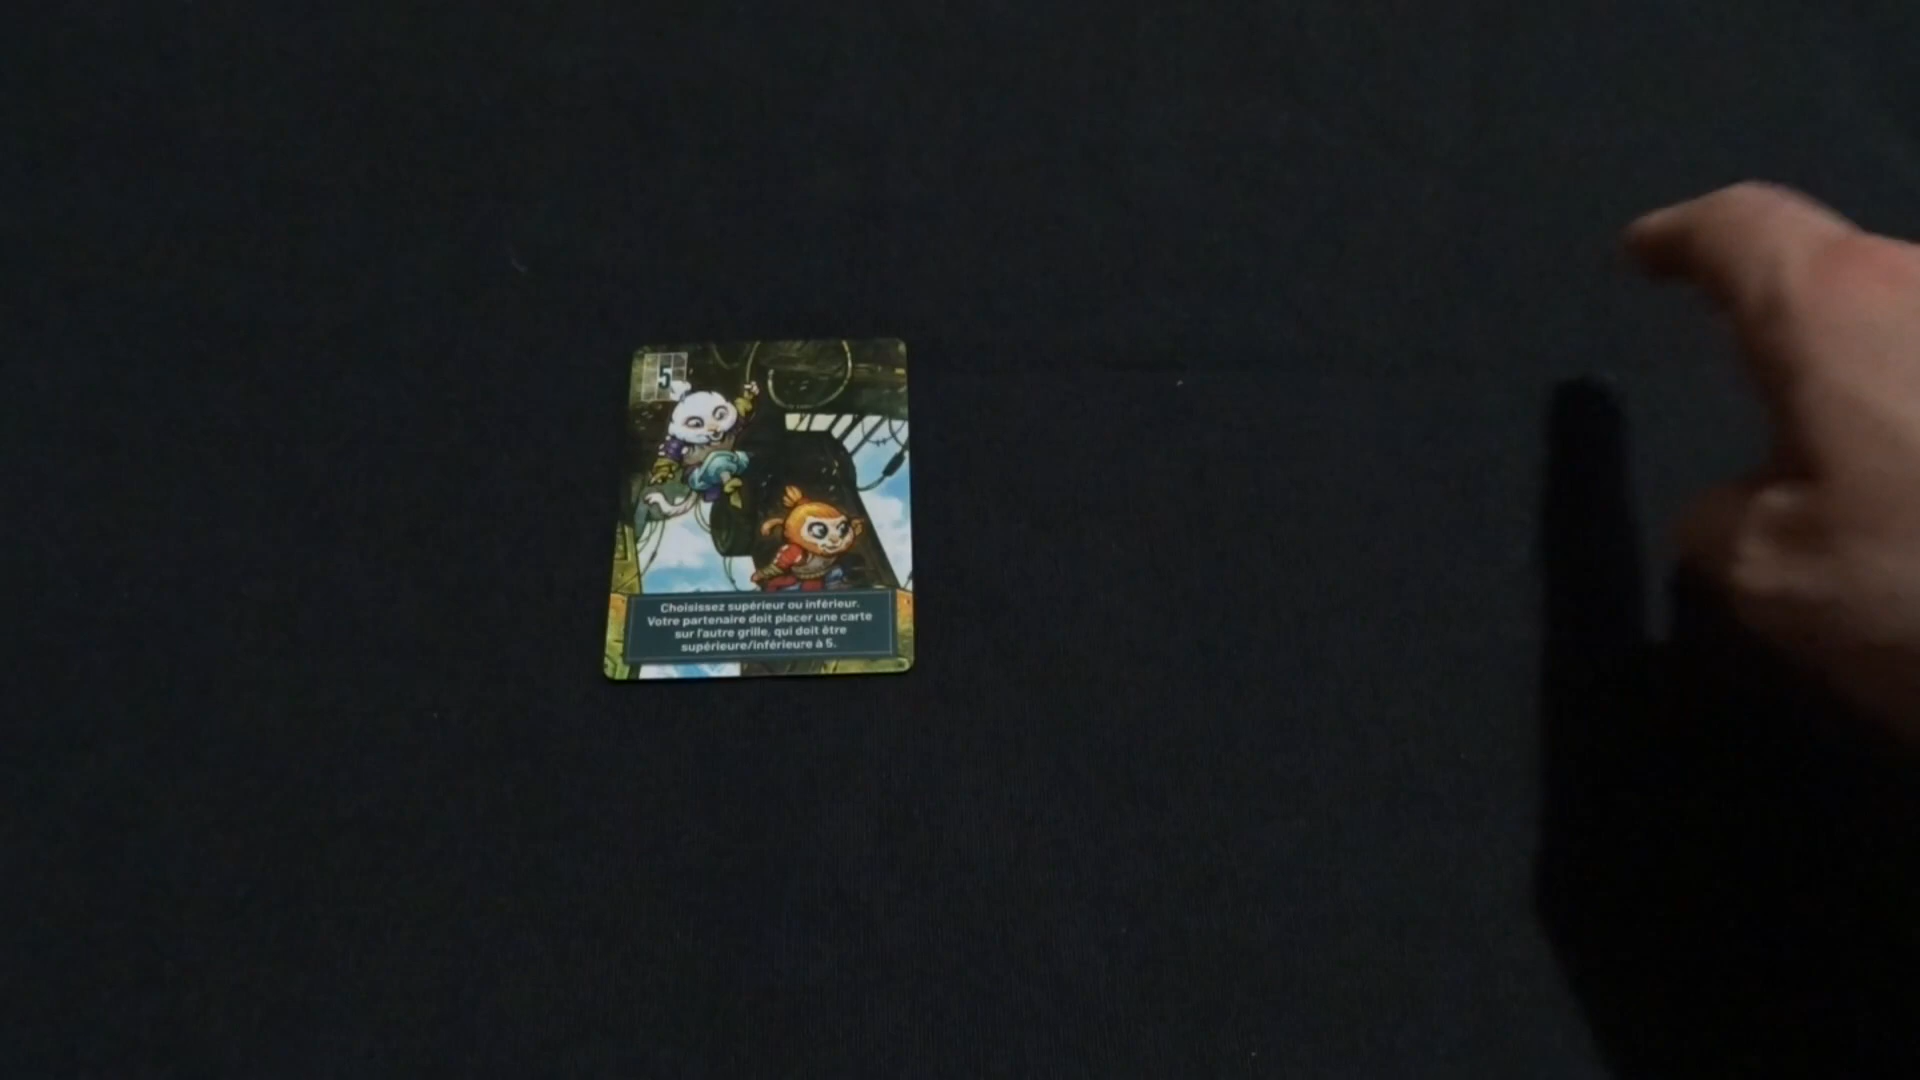 5
Choisissez supérieur ou inférieur.
Votre partenaire doit placer une carte
sur l'autre grille, qui doit être
supérieure/inférieure à 5.